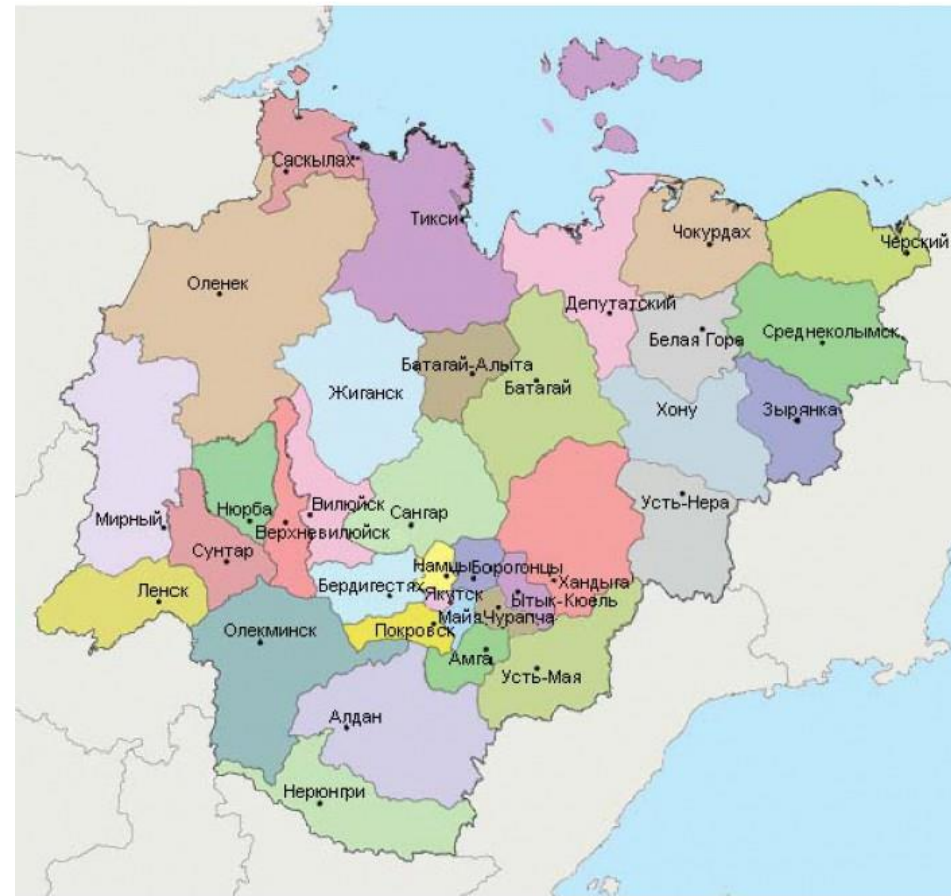 Саскылах
Тикси
Чокурдах
Черский
Оленек
Депутатский
Белая Гора
Среднеколымск
Батагай-Алыта
Батагай
Жиганск
Хону
Зырянка
Мирный
Нюрба
Вилюйск
Верхневилюйск
Сангар
Усть-Нера
Сунтар
Ленск
Бердигестях
Намцы
Борогонцы
Хандыга
Якутск
Ытык-Кюель
Майя
Чурапча
Покровск
Олекминск
Амга
Усть-Мая
Алдан
Нерюнгри